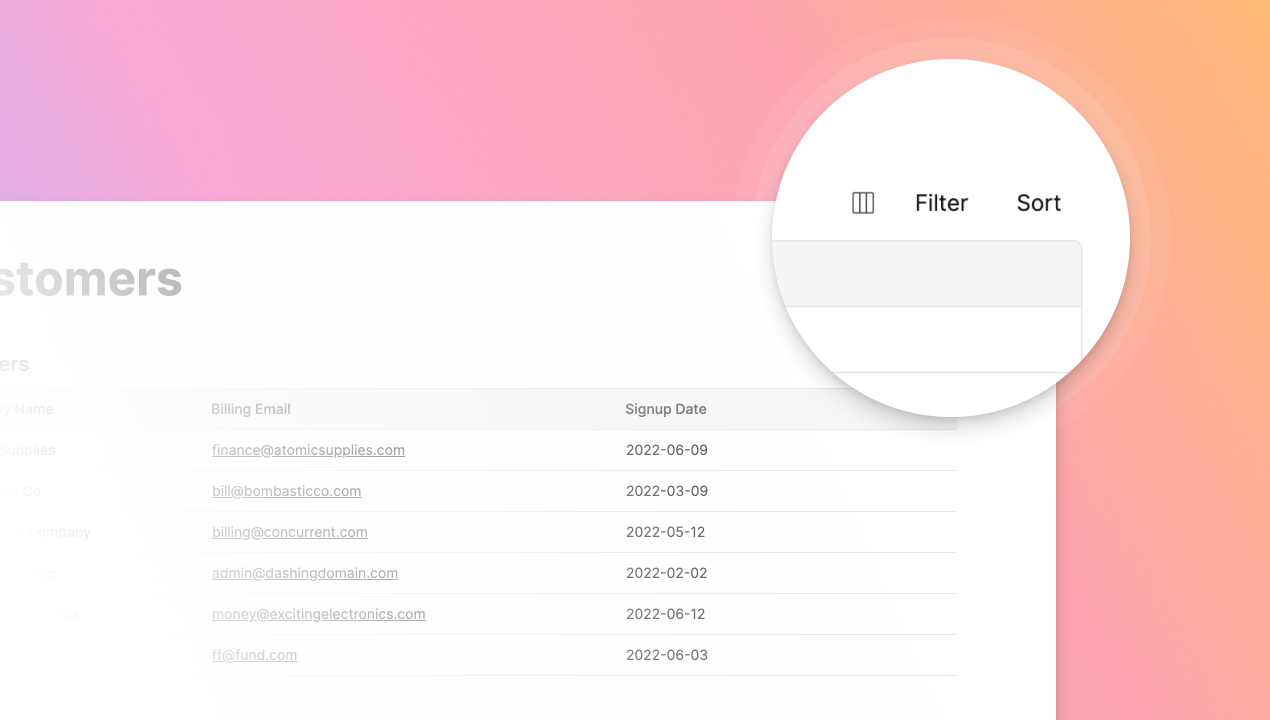 Filter Sort
stomers
ers
y Name Billing Email Signup Date
Supplies finance@atomicsupplies.com 2022-06-09
ic Co bill@bombasticco.com 2022-03-09
Company billing@concurrent.com 2022-05-12
admin@dashingdomain.com 2022-02-02
ics money@excitingelectronics.com 2022-06-12
ff@fund.com 2022-06-03